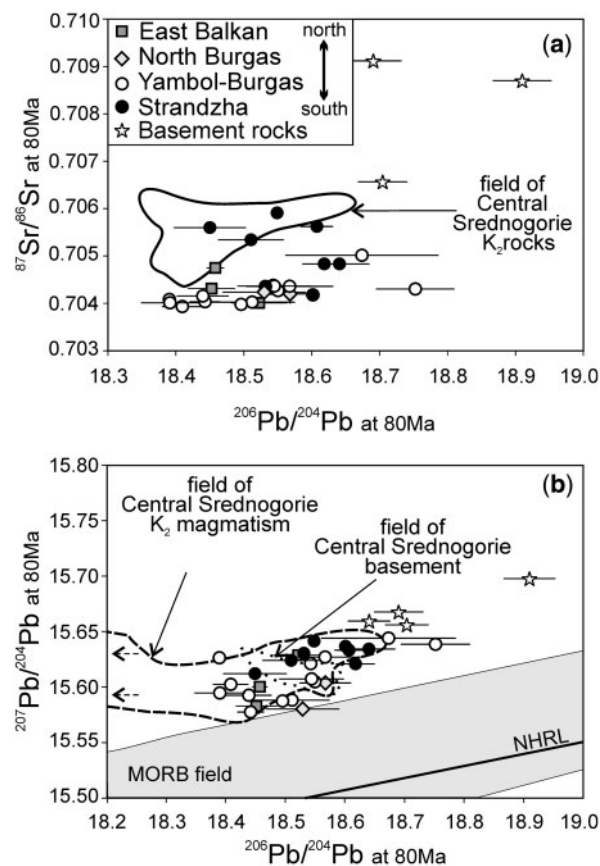 0.710
0.709
0.708
0.707
0.706
0.705
0.704
0.703
⁸⁷Sr/⁸⁶Sr at 80Ma
East Balkan
North Burgas
Yambol-Burgas
Strandzha
Basement rocks
north
south
(a)
field of
Central
Srednogorie
K₂rocks
18.3 18.4 18.5 18.6 18.7 18.8 18.9 19.0
²⁰⁶Pb/²⁰⁴Pb at 80Ma
15.80
15.75
15.70
15.65
15.60
15.55
15.50
²⁰⁷Pb/²⁰⁴Pb at 80Ma
(b)
field of
Central Srednogorie
K₂ magmatism
field of
Central Srednogorie
basement
MORB field
NHRL
18.2 18.3 18.4 18.5 18.6 18.7 18.8 18.9 19.0
²⁰⁶Pb/²⁰⁴Pb at 80Ma